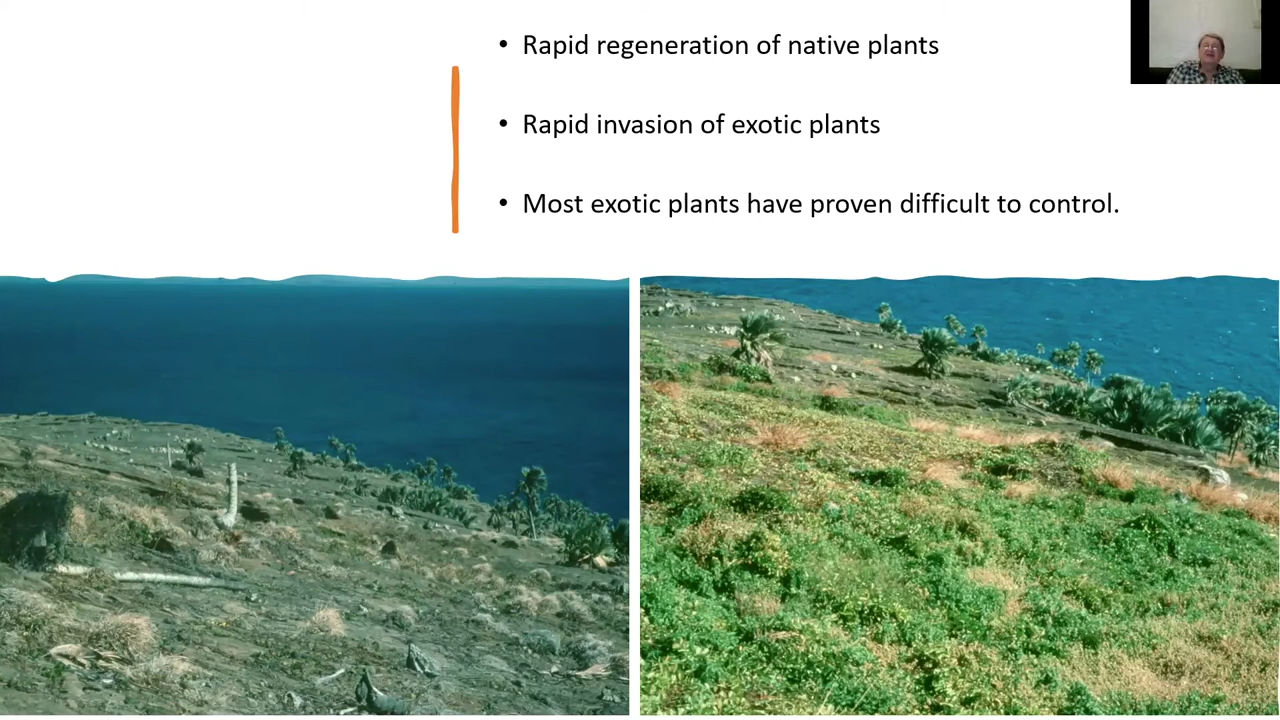 • Rapid regeneration of native plants
• Rapid invasion of exotic plants
• Most exotic plants have proven difficult to control.